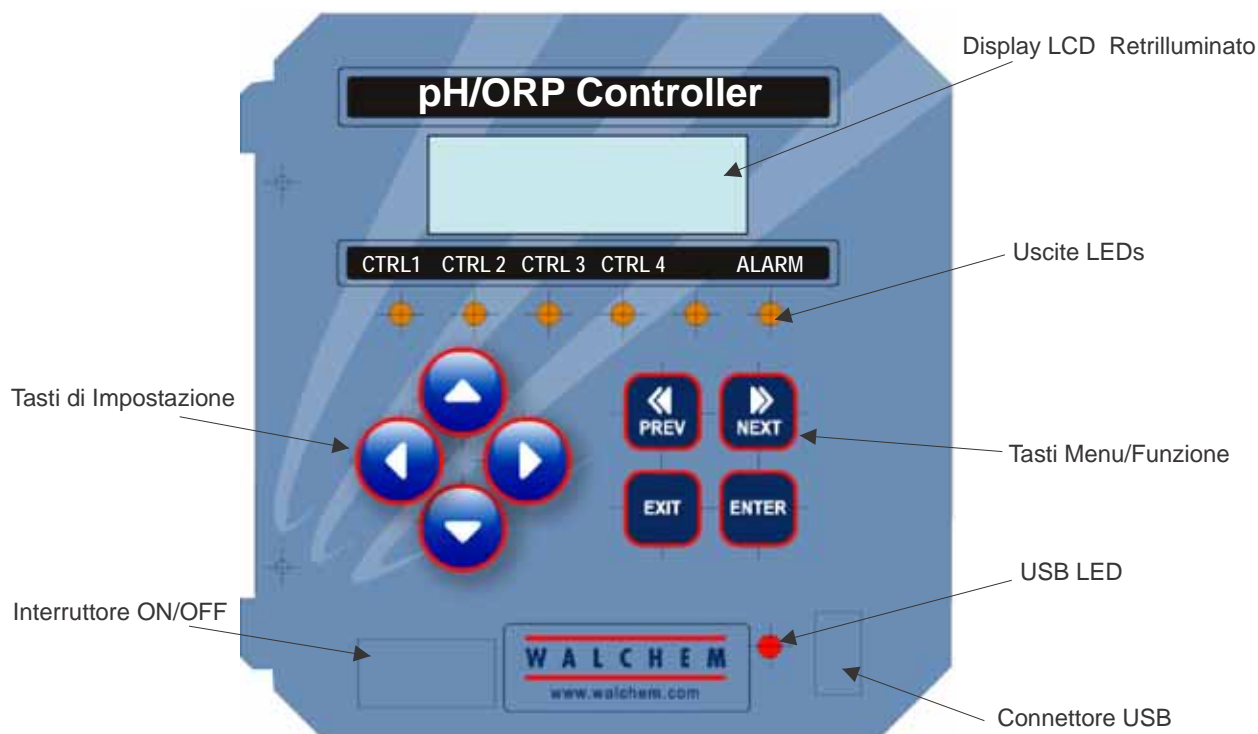 Display LCD Retrilluminato
pH/ORP Controller
CTRL1 CTRL 2 CTRL 3 CTRL 4 ALARM
Uscite LEDs
Tasti di Impostazione
PREV NEXT
Tasti Menu/Funzione
EXIT ENTER
USB LED
Interruttore ON/OFF
WALCHEM
www.walchem.com
Connettore USB